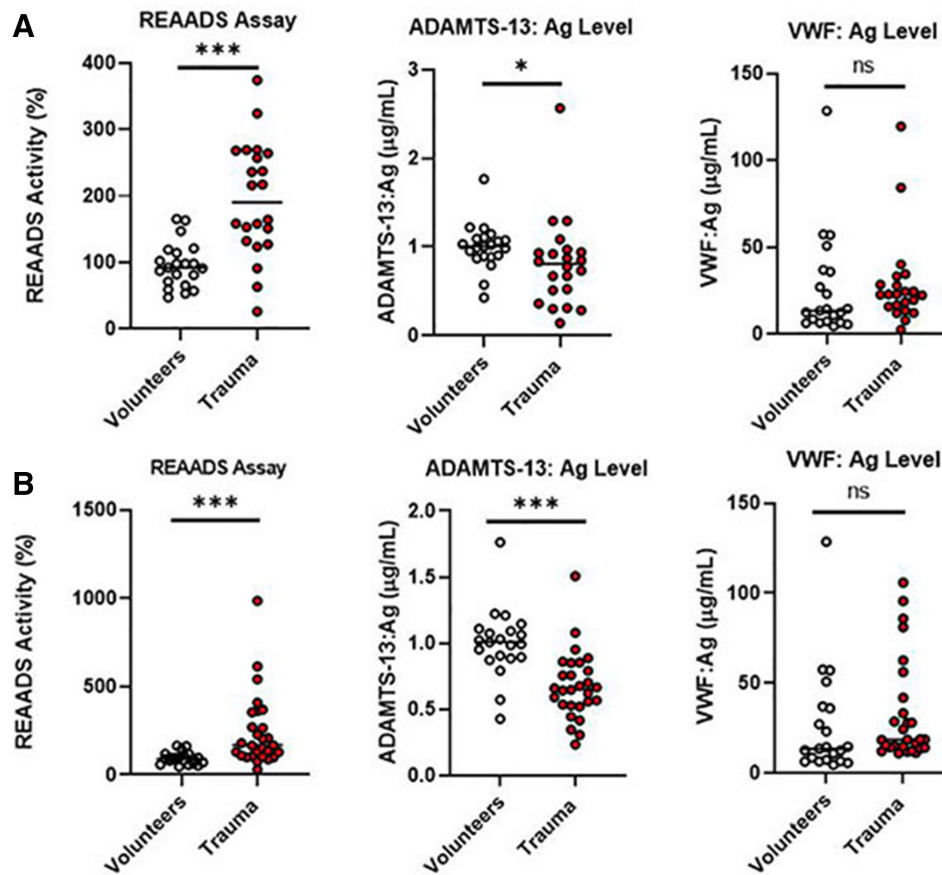 A
REAADS Assay
***
REAADS Activity (%)
400
300
200
100
0
Volunteers
Trauma
ADAMTS-13: Ag Level
*
ADAMTS-13:Ag (μg/mL)
3
2
1
0
Volunteers
Trauma
VWF: Ag Level
ns
VWF:Ag (μg/mL)
150
100
50
0
Volunteers
Trauma
B
REAADS Assay
***
REAADS Activity (%)
1500
1000
500
0
Volunteers
Trauma
ADAMTS-13: Ag Level
***
ADAMTS-13:Ag (μg/mL)
2.0
1.5
1.0
0.5
0.0
Volunteers
Trauma
VWF: Ag Level
ns
VWF:Ag (μg/mL)
150
100
50
0
Volunteers
Trauma